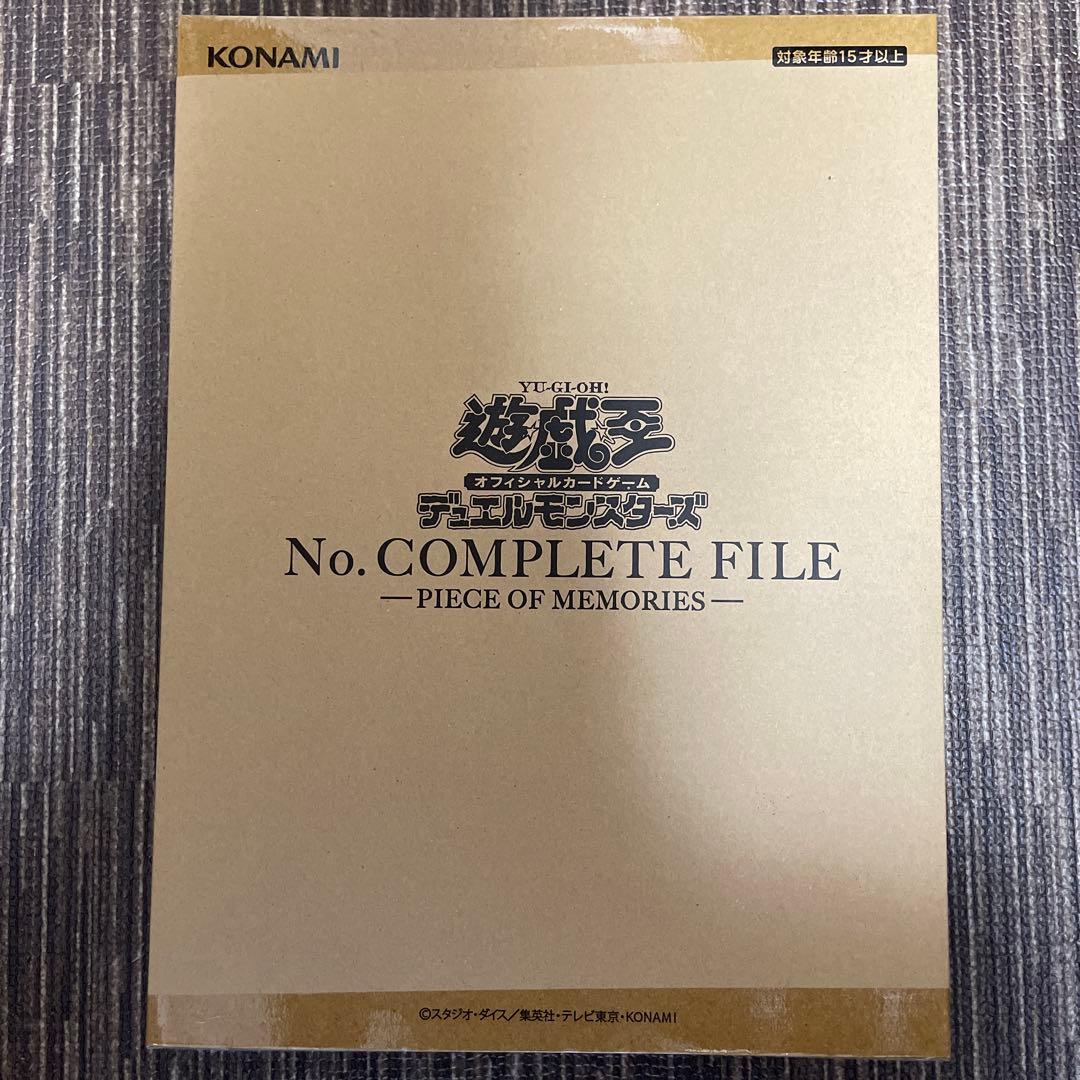 KONAMI
対象年齢15才以上
YU-GI-OH!
遊戯王
オフィシャルカードゲーム
デュエルモンスターズ
No. COMPLETE FILE
—PIECE OF MEMORIES—
©スタジオ・ダイス/集英社・テレビ東京・KONAMI